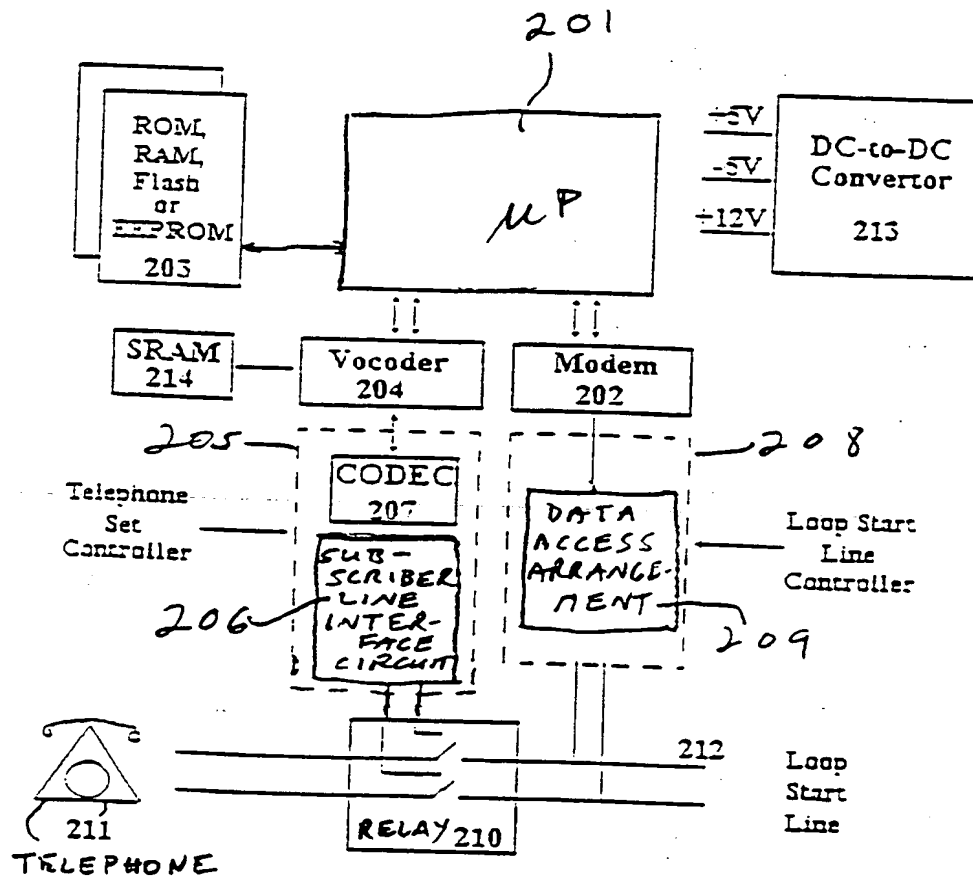 201
ROM,
RAM,
Flash
or
EEPROM
203
μP
+5V
-5V
+12V
DC-to-DC
Convertor
213
SRAM
214
Vocoder
204
Modem
202
205
208
CODEC
207
Telephone
Set
Controller
SUB-
SCRIBER
LINE
INTER-
FACE
CIRCUIT
206
DATA
ACCESS
ARRANGE-
MENT
209
Loop Start
Line
Controller
212
Loop
Start
Line
211
TELEPHONE
RELAY 210